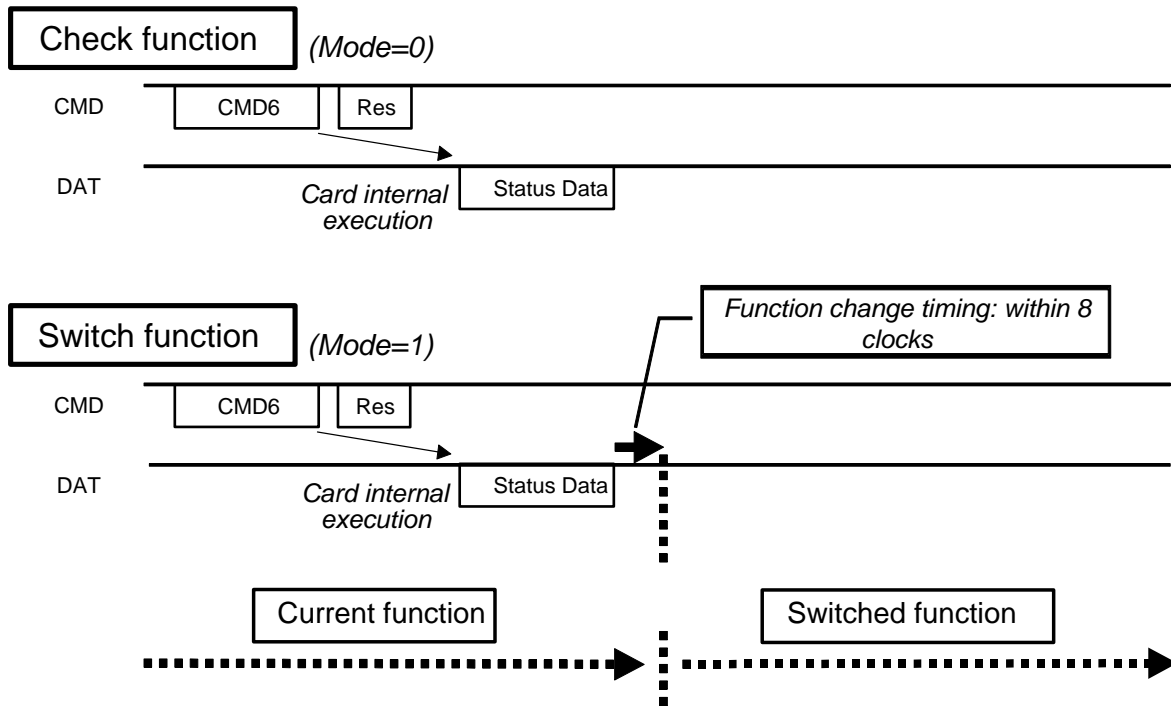 Check function
(Mode=0)
CMD
CMD6
Res
DAT
Card internal
execution
Status Data
Function change timing: within 8
clocks
Switch function
(Mode=1)
CMD
CMD6
Res
DAT
Card internal
execution
Status Data
Current function
Switched function